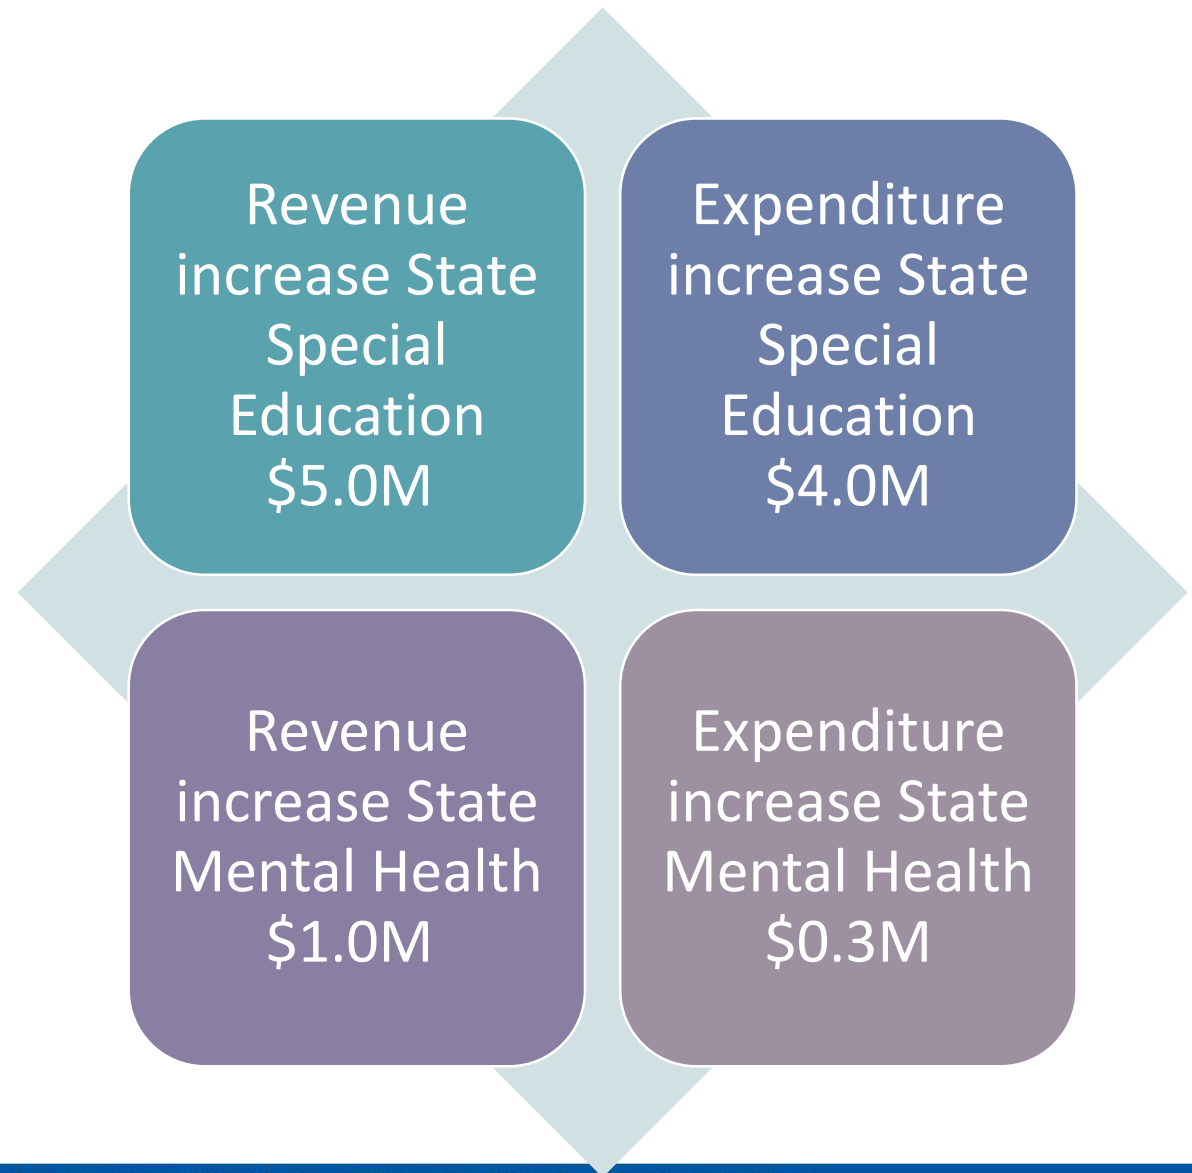 Revenue
increase State
Special
Education
$5.0M
Expenditure
increase State
Special
Education
$4.0M
Revenue
increase State
Mental Health
$1.0M
Expenditure
increase State
Mental Health
$0.3M